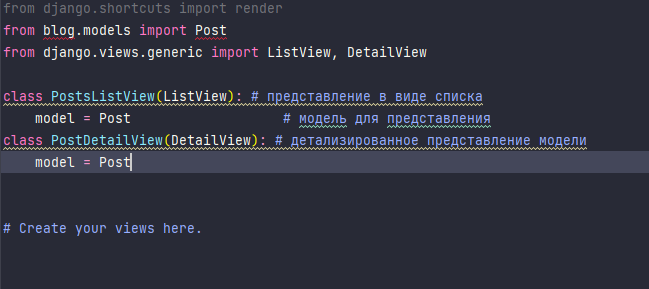 from django.shortcuts import render
from blog.models import Post
from django.views.generic import ListView, DetailView
class PostsListView(ListView): # представление в виде списка
model = Post # модель для представления
class PostDetailView(DetailView): # детализированное представление модели
model = Post
# Create your views here.